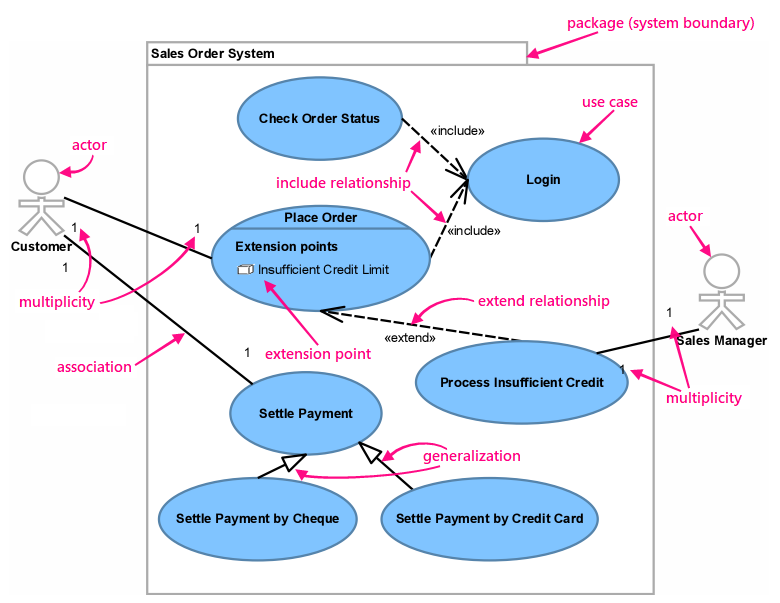 package (system boundary)
Sales Order System
use case
Check Order Status
«include»
actor
include relationship
Login
Place Order
actor
1
1
Customer
Extension points
«include»
1
Insufficient Credit Limit
multiplicity
extend relationship
1
«extend»
Sales Manager
association
1
extension point
1
Process Insufficient Credit
multiplicity
Settle Payment
generalization
Settle Payment by Cheque
Settle Payment by Credit Card